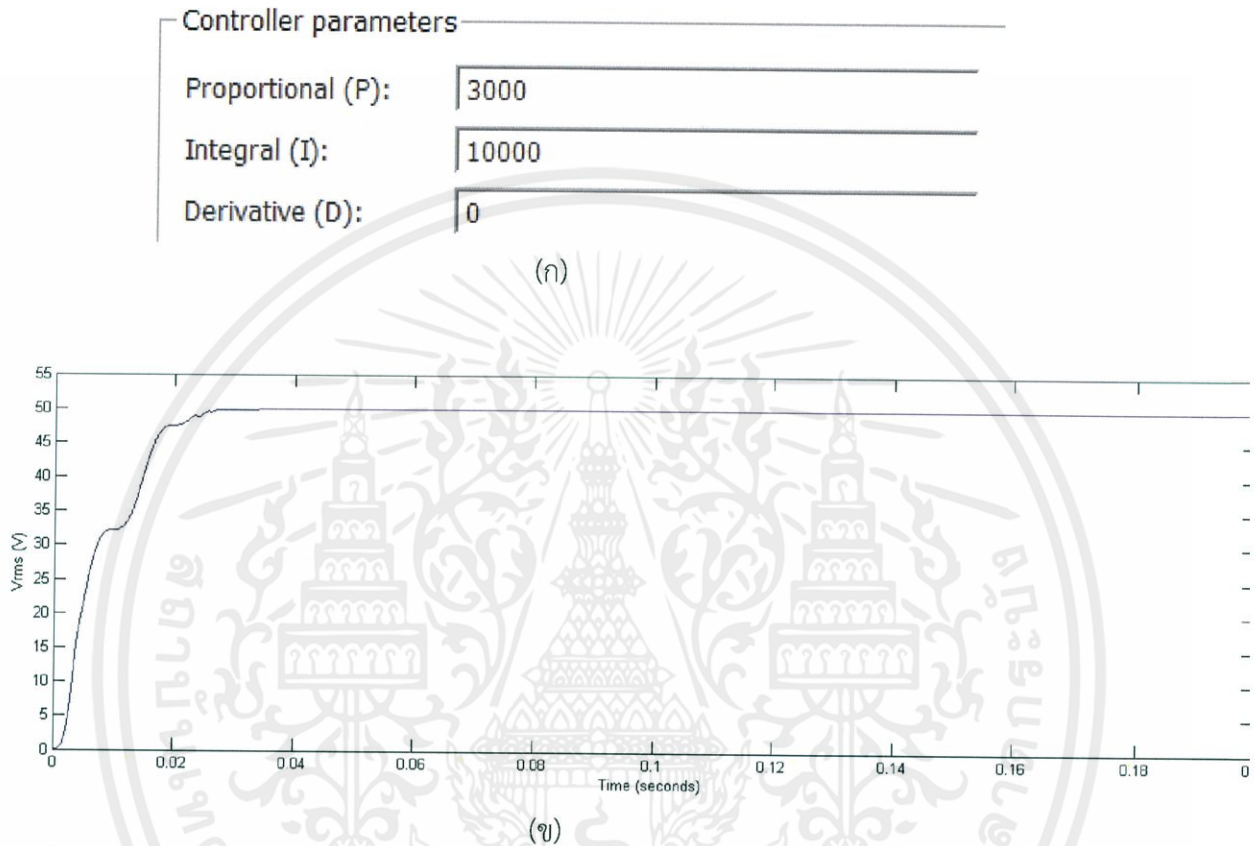 Controller parameters
Proportional (P): 3000
Integral (I): 10000
Derivative (D): 0
(ก)
55
50
45
40
35
30
25
20
15
10
5
0
Vrms (V)
0 0.02 0.04 0.06 0.08 0.1 0.12 0.14 0.16 0.18 0
Time (seconds)
(ข)